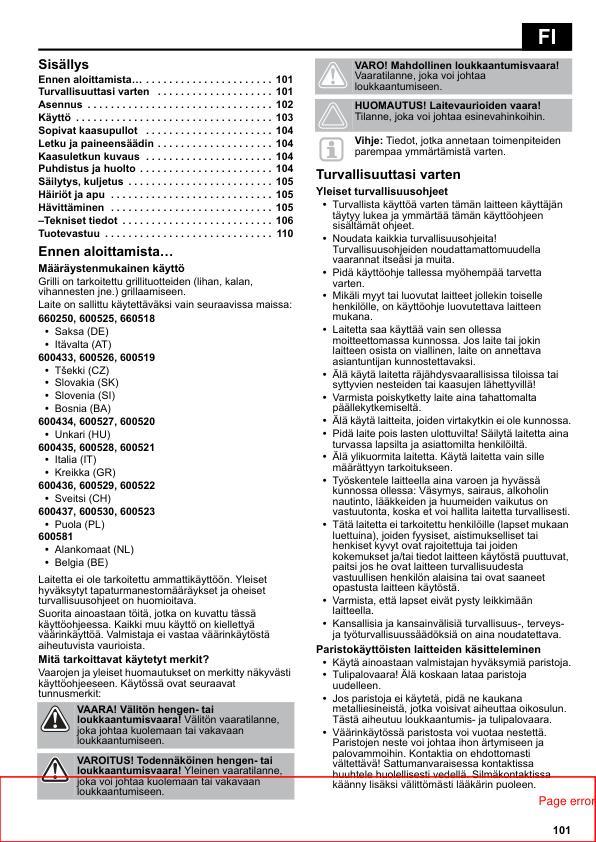 FI
Sisällys
Ennen aloittamista… . . . . . . . . . . . . . . . . . . . . . . 101
Turvallisuuttasi varten . . . . . . . . . . . . . . . . . . . . 101
Asennus . . . . . . . . . . . . . . . . . . . . . . . . . . . . . . . . 102
Käyttö . . . . . . . . . . . . . . . . . . . . . . . . . . . . . . . . . . 103
Sopivat kaasupullot . . . . . . . . . . . . . . . . . . . . . . 104
Letku ja paineensäädin . . . . . . . . . . . . . . . . . . . . 104
Kaasuletkun kuvaus . . . . . . . . . . . . . . . . . . . . . . 104
Puhdistus ja huolto . . . . . . . . . . . . . . . . . . . . . . . 104
Säilytys, kuljetus . . . . . . . . . . . . . . . . . . . . . . . . . 105
Häiriöt ja apu . . . . . . . . . . . . . . . . . . . . . . . . . . . . 105
Hävittäminen . . . . . . . . . . . . . . . . . . . . . . . . . . . . 105
–Tekniset tiedot . . . . . . . . . . . . . . . . . . . . . . . . . . 106
Tuotevastuu . . . . . . . . . . . . . . . . . . . . . . . . . . . . . 110
Ennen aloittamista…
Määräystenmukainen käyttö
Grilli on tarkoitettu grillituotteiden (lihan, kalan,
vihannesten jne.) grillaamiseen.
Laite on sallittu käytettäväksi vain seuraavissa maissa:
660250, 600525, 660518
• Saksa (DE)
• Itävalta (AT)
600433, 600526, 600519
• Tšekki (CZ)
• Slovakia (SK)
• Slovenia (SI)
• Bosnia (BA)
600434, 600527, 600520
• Unkari (HU)
600435, 600528, 600521
• Italia (IT)
• Kreikka (GR)
600436, 600529, 600522
• Sveitsi (CH)
600437, 600530, 600523
• Puola (PL)
600581
• Alankomaat (NL)
• Belgia (BE)
Laitetta ei ole tarkoitettu ammattikäyttöön. Yleiset
hyväksytyt tapaturmanestomääräykset ja oheiset
turvallisuusohjeet on huomioitava.
Suorita ainoastaan töitä, jotka on kuvattu tässä
käyttöohjeessa. Kaikki muu käyttö on kiellettyä
väärinkäyttöä. Valmistaja ei vastaa väärinkäytöstä
aiheutuvista vaurioista.
Mitä tarkoittavat käytetyt merkit?
Vaarojen ja yleiset huomautukset on merkitty näkyvästi
käyttöohjeeseen. Käytössä ovat seuraavat
tunnusmerkit:
VAARA! Välitön hengen- tai
loukkaantumisvaara! Välitön vaaratilanne,
joka voi johtaa kuolemaan tai vakavaan
loukkaantumiseen.
VAROITUS! Todennäköinen hengen- tai
loukkaantumisvaara! Yleinen vaaratilanne,
joka voi johtaa kuolemaan tai vakavaan
loukkaantumiseen.
VARO! Mahdollinen loukkaantumisvaara!
Vaaratilanne, joka voi johtaa
loukkaantumiseen.
HUOMAUTUS! Laitevaurioiden vaara!
Tilanne, joka voi johtaa esinevahinkoihin.
Vihje: Tiedot, jotka annetaan toimenpiteiden
parempaa ymmärtämistä varten.
Turvallisuuttasi varten
Yleiset turvallisuusohjeet
• Turvallista käyttöä varten tämän laitteen käyttäjän
täytyy lukea ja ymmärtää tämän käyttöohjeen
sisältämät ohjeet.
• Noudata kaikkia turvallisuusohjeita!
Turvallisuusohjeiden noudattamattomuudella
vaarannat itseäsi ja muita.
• Pidä käyttöohje tallessa myöhempää tarvetta
varten.
• Mikäli myyt tai luovutat laitteet jollekin toiselle
henkilölle, on käyttöohje luovutettava laitteen
mukana.
• Laitetta saa käyttää vain sen ollessa
moitteettomassa kunnossa. Jos laite tai jokin
laitteen osista on viallinen, laite on annettava
asiantuntijan kunnostettavaksi.
• Älä käytä laitetta räjähdysvaarallisissa tiloissa tai
syttyvien nesteiden tai kaasujen lähettyvillä!
• Varmista poiskytketty laite aina tahattomalta
päällekytkemiseltä.
• Älä käytä laitteita, joiden virtakytkin ei ole kunnossa.
• Pidä laite pois lasten ulottuvilta! Säilytä laitetta aina
turvassa lapsilta ja asiattomilta henkilöiltä.
• Älä ylikuormita laitetta. Käytä laitetta vain sille
määrättyyn tarkoitukseen.
• Työskentele laitteella aina varoen ja hyvässä
kunnossa ollessa: Väsymys, sairaus, alkoholin
nautinto, lääkkeiden ja huumeiden vaikutus on
vastuutonta, koska et voi hallita laitetta turvallisesti.
• Tätä laitetta ei tarkoitettu henkilöille (lapset mukaan
luettuina), joiden fyysiset, aistimukselliset tai
henkiset kyvyt ovat rajoitettuja tai joiden
kokemukset ja/tai tiedot laitteen käytöstä puuttuvat,
paitsi jos he ovat laitteen turvallisuudesta
vastuullisen henkilön alaisina tai ovat saaneet
opastusta laitteen käytöstä.
• Varmista, että lapset eivät pysty leikkimään
laitteella.
• Kansallisia ja kansainvälisiä turvallisuus-, terveys-
ja työturvallisuussäädöksiä on aina noudatettava.
Paristokäyttöisten laitteiden käsitteleminen
• Käytä ainoastaan valmistajan hyväksymiä paristoja.
• Tulipalovaara! Älä koskaan lataa paristoja
uudelleen.
• Jos paristoja ei käytetä, pidä ne kaukana
metalliesineistä, jotka voisivat aiheuttaa oikosulun.
Tästä aiheutuu loukkaantumis- ja tulipalovaara.
• Väärinkäytössä paristosta voi vuotaa nestettä.
Paristojen neste voi johtaa ihon ärtymiseen ja
palovammoihin. Kontaktia on ehdottomasti
vältettävä! Sattumanvaraisessa kontaktissa
huuhtele huolellisesti vedellä. Silmäkontaktissa
käänny lisäksi välittömästi lääkärin puoleen.
Page error
101